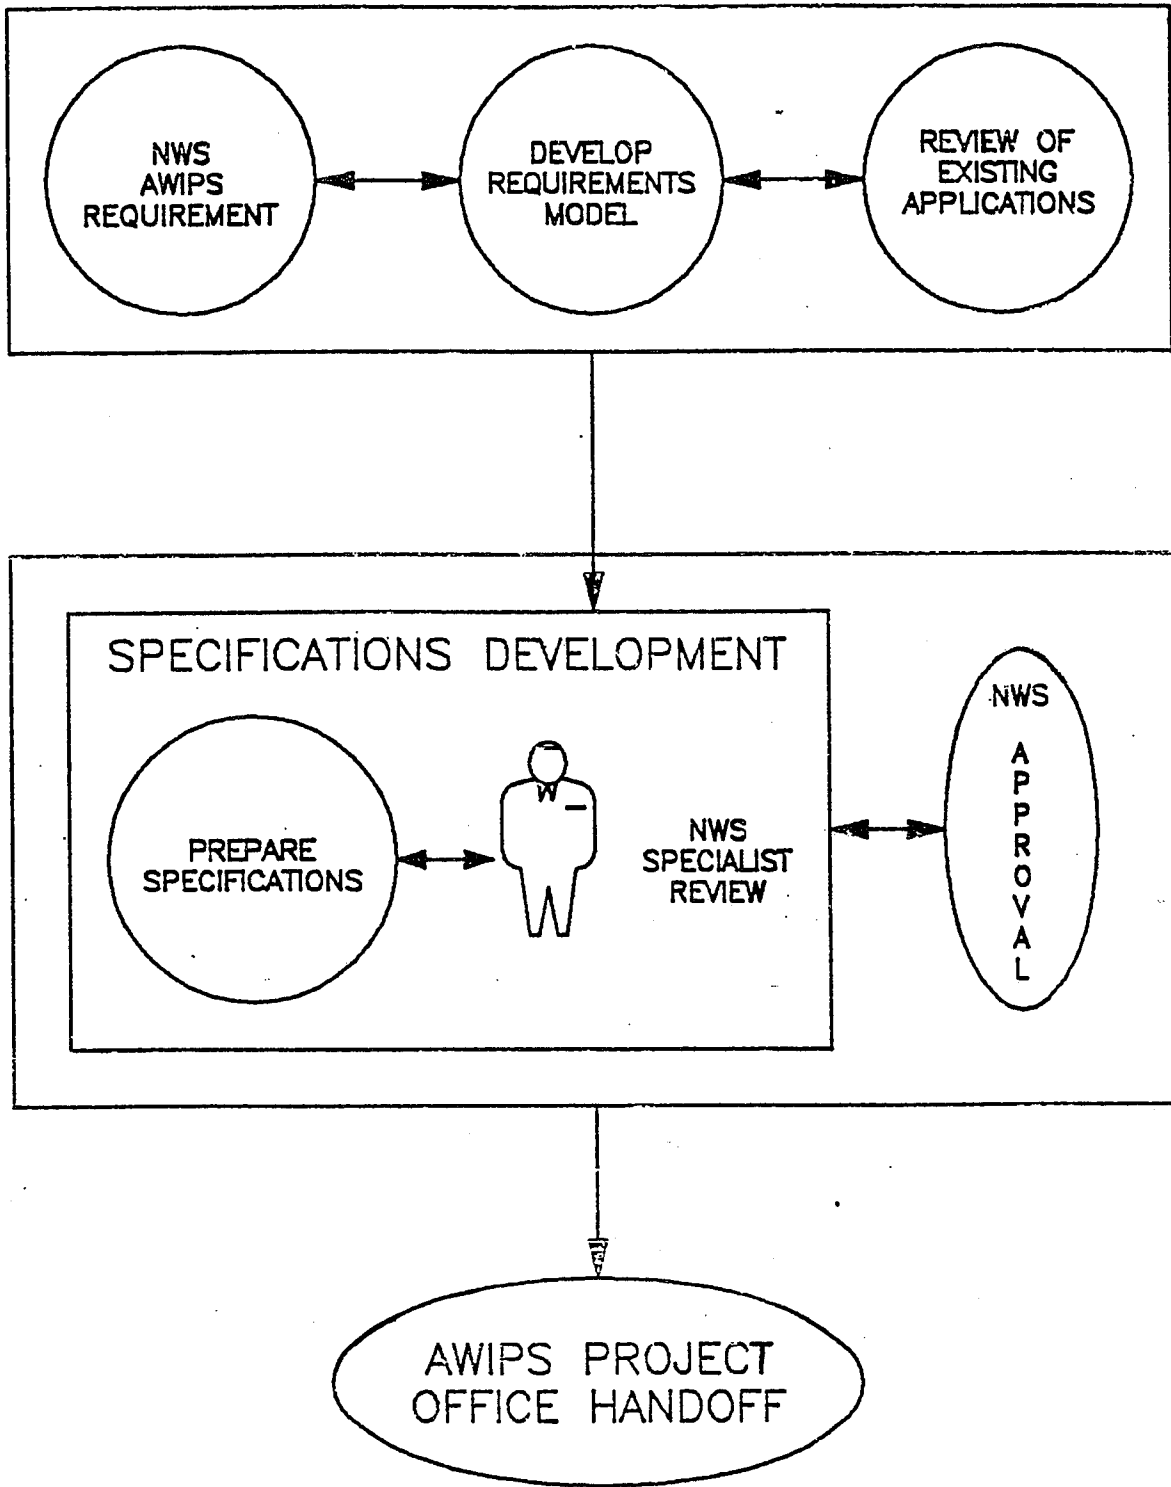 NWS
AWIPS
REQUIREMENT
DEVELOP
REQUIREMENTS
MODEL
REVIEW OF
EXISTING
APPLICATIONS
SPECIFICATIONS DEVELOPMENT
PREPARE
SPECIFICATIONS
NWS
SPECIALIST
REVIEW
NWS
APPROVAL
AWIPS PROJECT
OFFICE HANDOFF